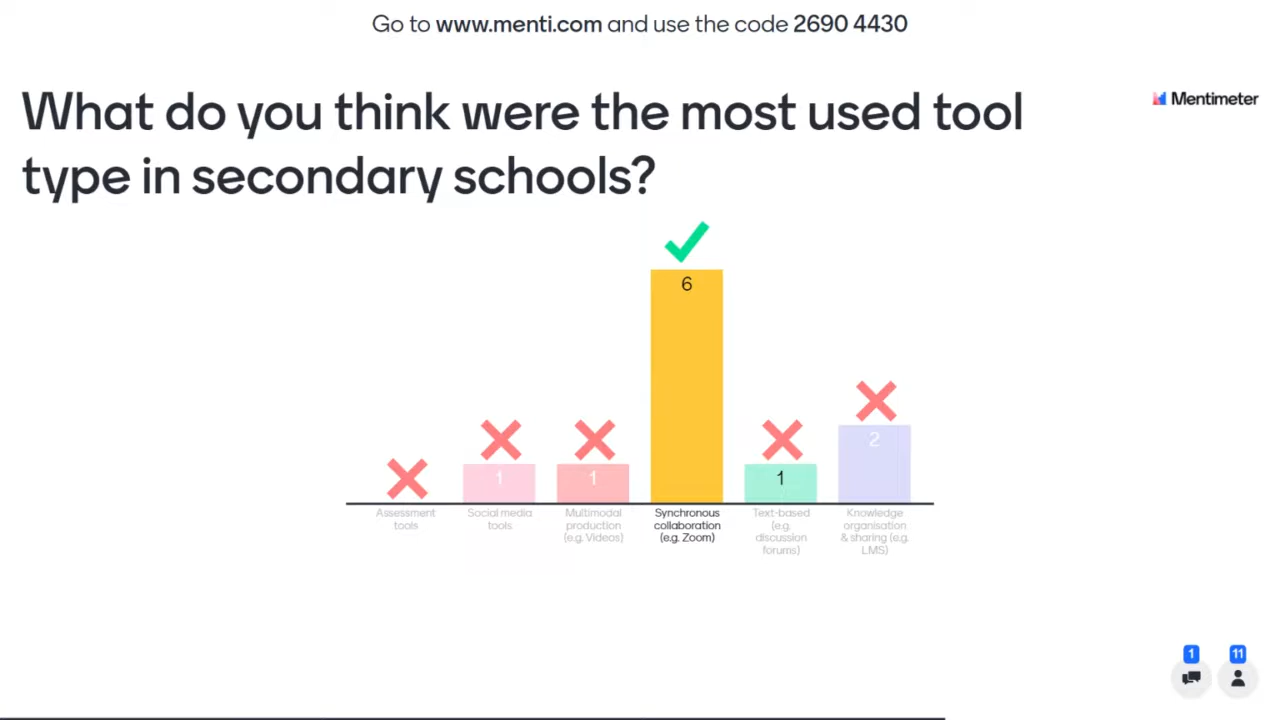 Go to www.menti.com and use the code 2690 4430
What do you think were the most used tool
type in secondary schools?
Mentimeter
6
1
1
1
2
Assessment
tools
Social media
tools
Multimodal
production
(e.g. Videos)
Synchronous
collaboration
(e.g. Zoom)
Text-based
(e.g.
discussion
forums)
Knowledge
organisation
& sharing (e.g.
LMS)
1
11